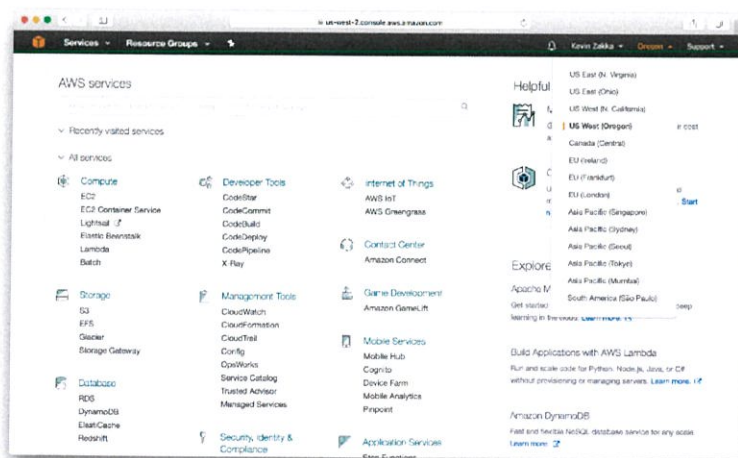 us-west-2.console.aws.amazon.com
Services
Resource Groups
Kevin Zakka
Oregon
Support
AWS services
Recently visited services
All services
Compute
EC2
EC2 Container Service
Lightsail
Elastic Beanstalk
Lambda
Batch
Storage
S3
EFS
Glacier
Storage Gateway
Database
RDS
DynamoDB
ElastiCache
Redshift
Developer Tools
CodeStar
CodeCommit
CodeBuild
CodeDeploy
CodePipeline
X-Ray
Management Tools
CloudWatch
CloudFormation
CloudTrail
Config
OpsWorks
Service Catalog
Trusted Advisor
Managed Services
Security, Identity &
Compliance
Internet of Things
AWS IoT
AWS Greengrass
Contact Center
Amazon Connect
Game Development
Amazon GameLift
Mobile Services
Mobile Hub
Cognito
Device Farm
Mobile Analytics
Pinpoint
Application Services
Step Functions
Helpful
cost
Start
US East (N. Virginia)
US East (Ohio)
US West (N. California)
US West (Oregon)
Canada (Central)
EU (Ireland)
EU (Frankfurt)
EU (London)
Asia Pacific (Singapore)
Asia Pacific (Sydney)
Asia Pacific (Seoul)
Asia Pacific (Tokyo)
Asia Pacific (Mumbai)
South America (São Paulo)
Explore
Apache M
Get started deep
learning in the cloud. Learn more.
Build Applications with AWS Lambda
Run and scale code for Python, Node.js, Java, or C#
without provisioning or managing servers. Learn more.
Amazon DynamoDB
Fast and flexible NoSQL database service for any scale.
Learn more